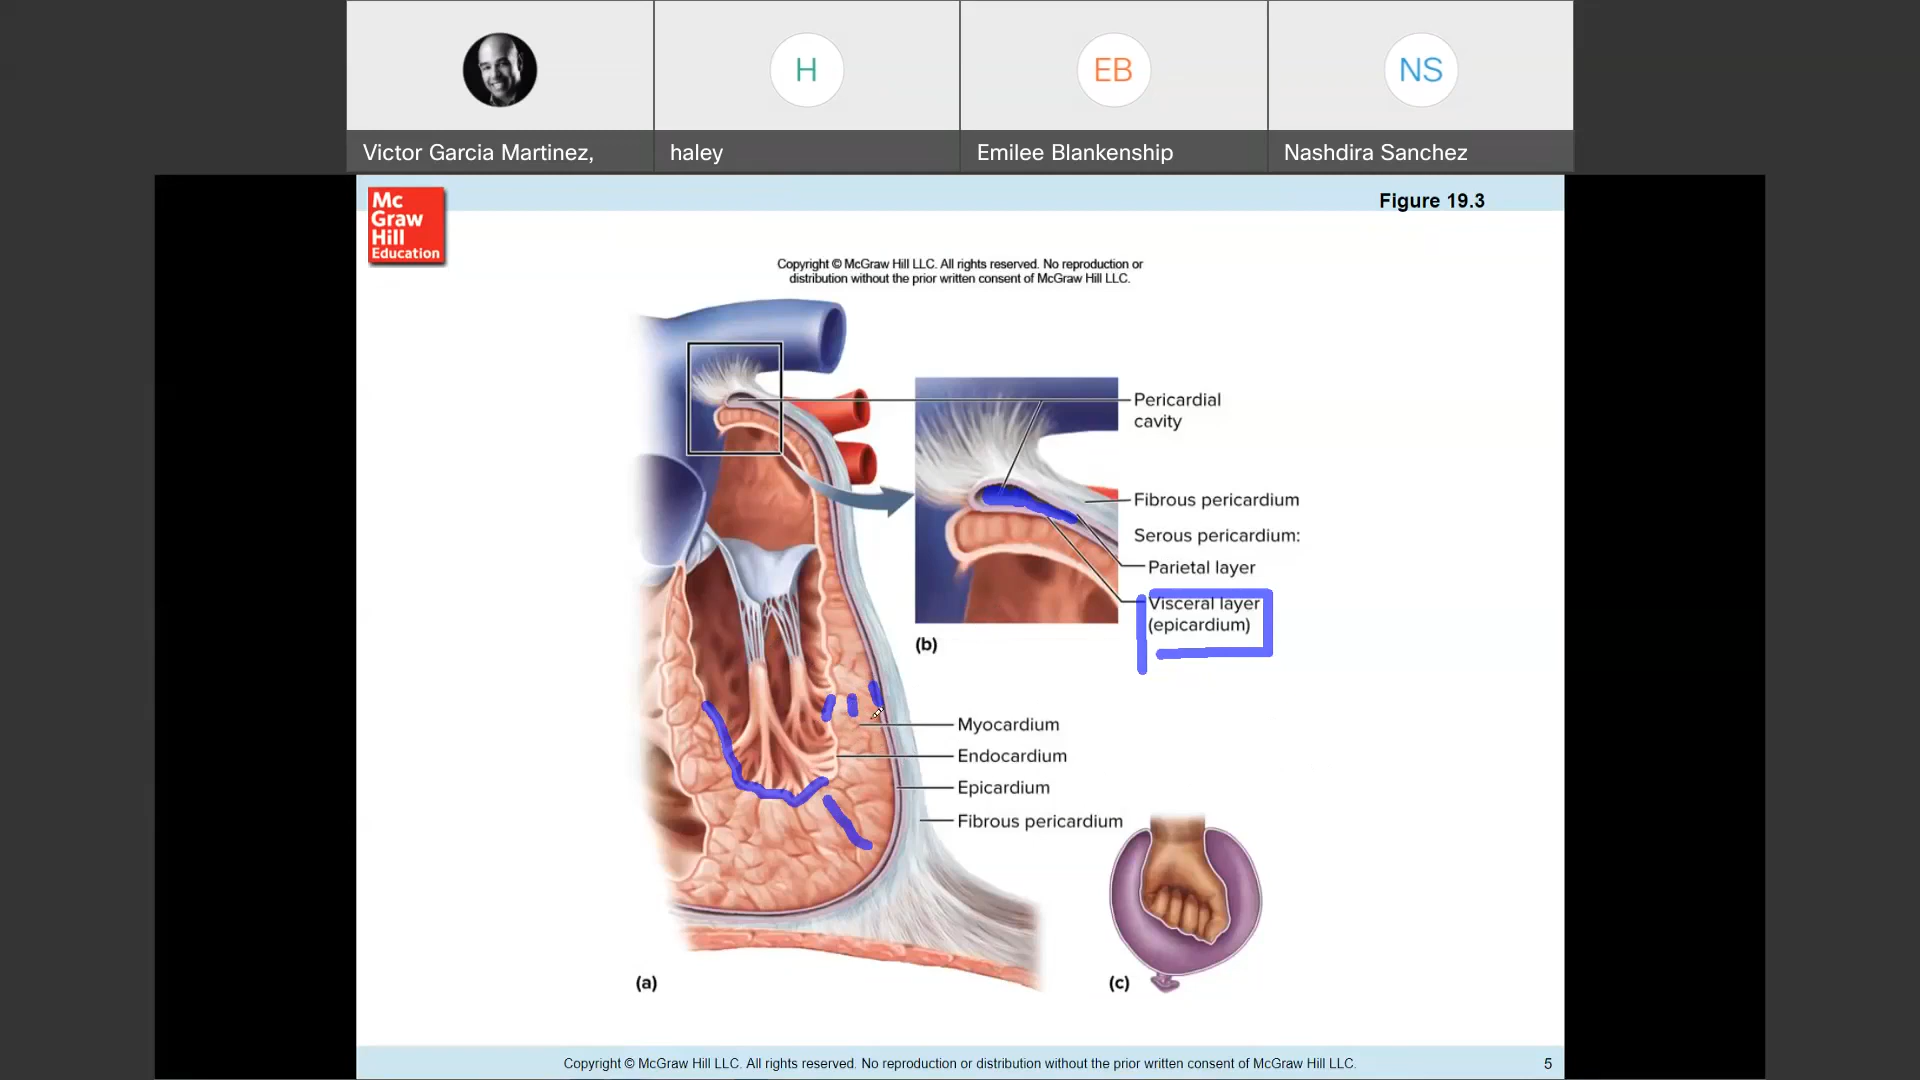 H
EB
NS
Victor Garcia Martinez,
haley
Emilee Blankenship
Nashdira Sanchez
Mc
Graw
Hill
Education
Figure 19.3
Copyright © McGraw Hill LLC. All rights reserved. No reproduction or
distribution without the prior written consent of McGraw Hill LLC.
Pericardial
cavity
Fibrous pericardium
Serous pericardium:
Parietal layer
Visceral layer
(epicardium)
(b)
Myocardium
Endocardium
Epicardium
Fibrous pericardium
(a)
(c)
Copyright © McGraw Hill LLC. All rights reserved. No reproduction or distribution without the prior written consent of McGraw Hill LLC.
5